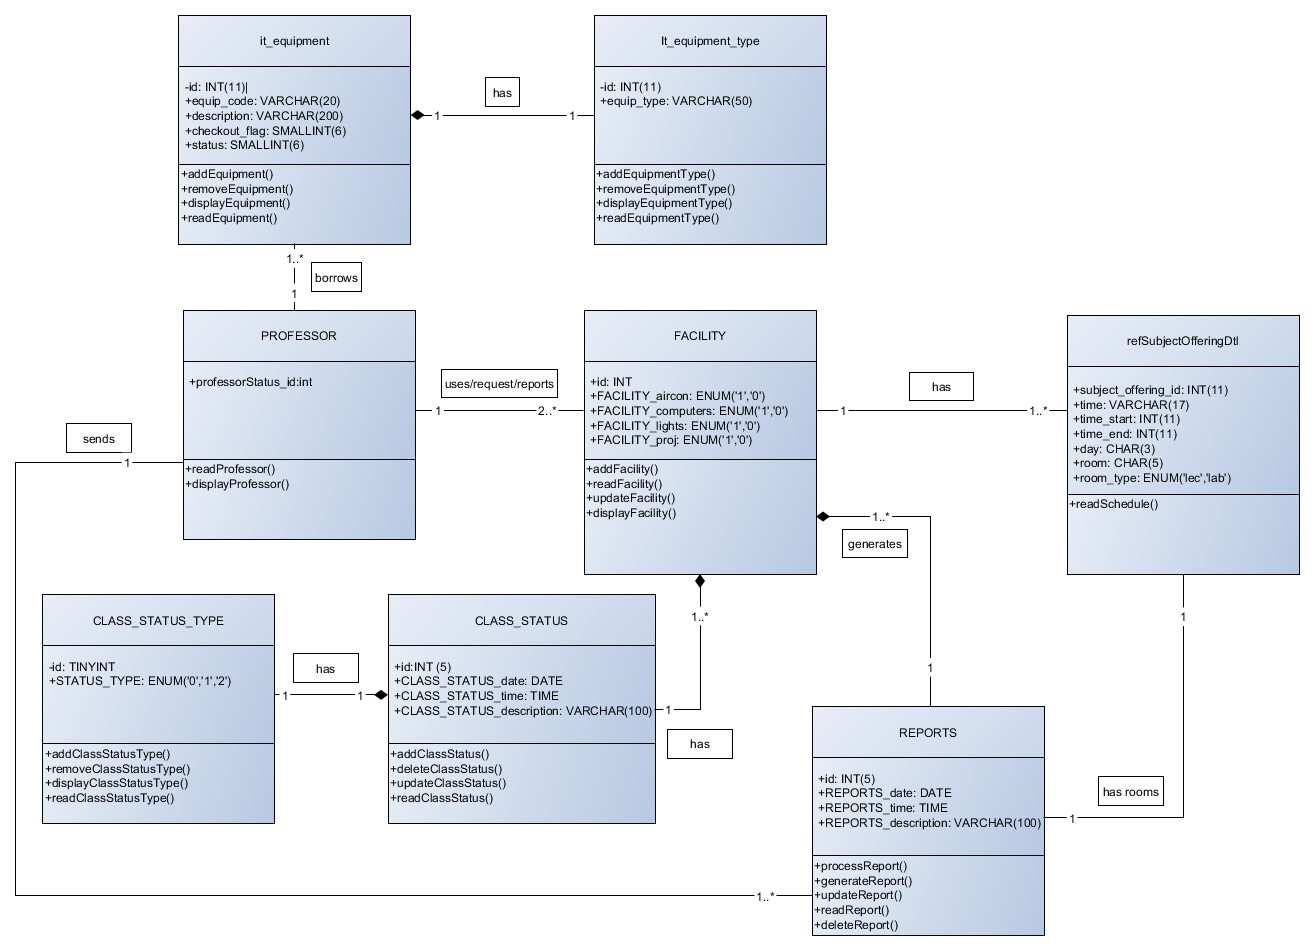 it_equipment
-id: INT(11)|
+equip_code: VARCHAR(20)
+description: VARCHAR(200)
+checkout_flag: SMALLINT(6)
+status: SMALLINT(6)
+addEquipment()
+removeEquipment()
+displayEquipment()
+readEquipment()
has
1
1
It_equipment_type
-id: INT(11)
+equip_type: VARCHAR(50)
+addEquipmentType()
+removeEquipmentType()
+displayEquipmentType()
+readEquipmentType()
1..*
borrows
1
PROFESSOR
+professorStatus_id:int
+readProfessor()
+displayProfessor()
uses/request/reports
1
2..*
FACILITY
+id: INT
+FACILITY_aircon: ENUM('1','0')
+FACILITY_computers: ENUM('1','0')
+FACILITY_lights: ENUM('1','0')
+FACILITY_proj: ENUM('1','0')
+addFacility()
+readFacility()
+updateFacility()
+displayFacility()
has
1
1..*
refSubjectOfferingDtl
+subject_offering_id: INT(11)
+time: VARCHAR(17)
+time_start: INT(11)
+time_end: INT(11)
+day: CHAR(3)
+room: CHAR(5)
+room_type: ENUM('lec','lab')
+readSchedule()
sends
1
1..*
generates
1
1..*
1
has
CLASS_STATUS_TYPE
-id: TINYINT
+STATUS_TYPE: ENUM('0','1','2')
+addClassStatusType()
+removeClassStatusType()
+displayClassStatusType()
+readClassStatusType()
has
1
1
CLASS_STATUS
+id:INT (5)
+CLASS_STATUS_date: DATE
+CLASS_STATUS_time: TIME
+CLASS_STATUS_description: VARCHAR(100)
+addClassStatus()
+deleteClassStatus()
+updateClassStatus()
+readClassStatus()
REPORTS
+id: INT(5)
+REPORTS_date: DATE
+REPORTS_time: TIME
+REPORTS_description: VARCHAR(100)
+processReport()
+generateReport()
+updateReport()
+readReport()
+deleteReport()
1
has rooms
1
1..*